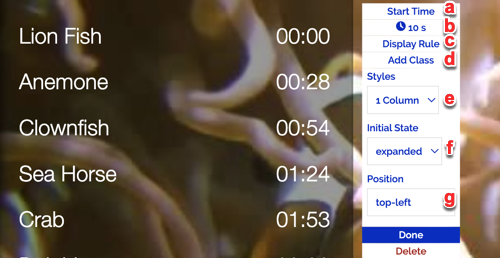 Lion Fish 00:00
Anemone 00:28
Clownfish 00:54
Sea Horse 01:24
Crab 01:53
Start Time a
10 s b
Display Rule c
Add Class d
Styles
1 Column e
Initial State
expanded f
Position
top-left g
Done
Delete